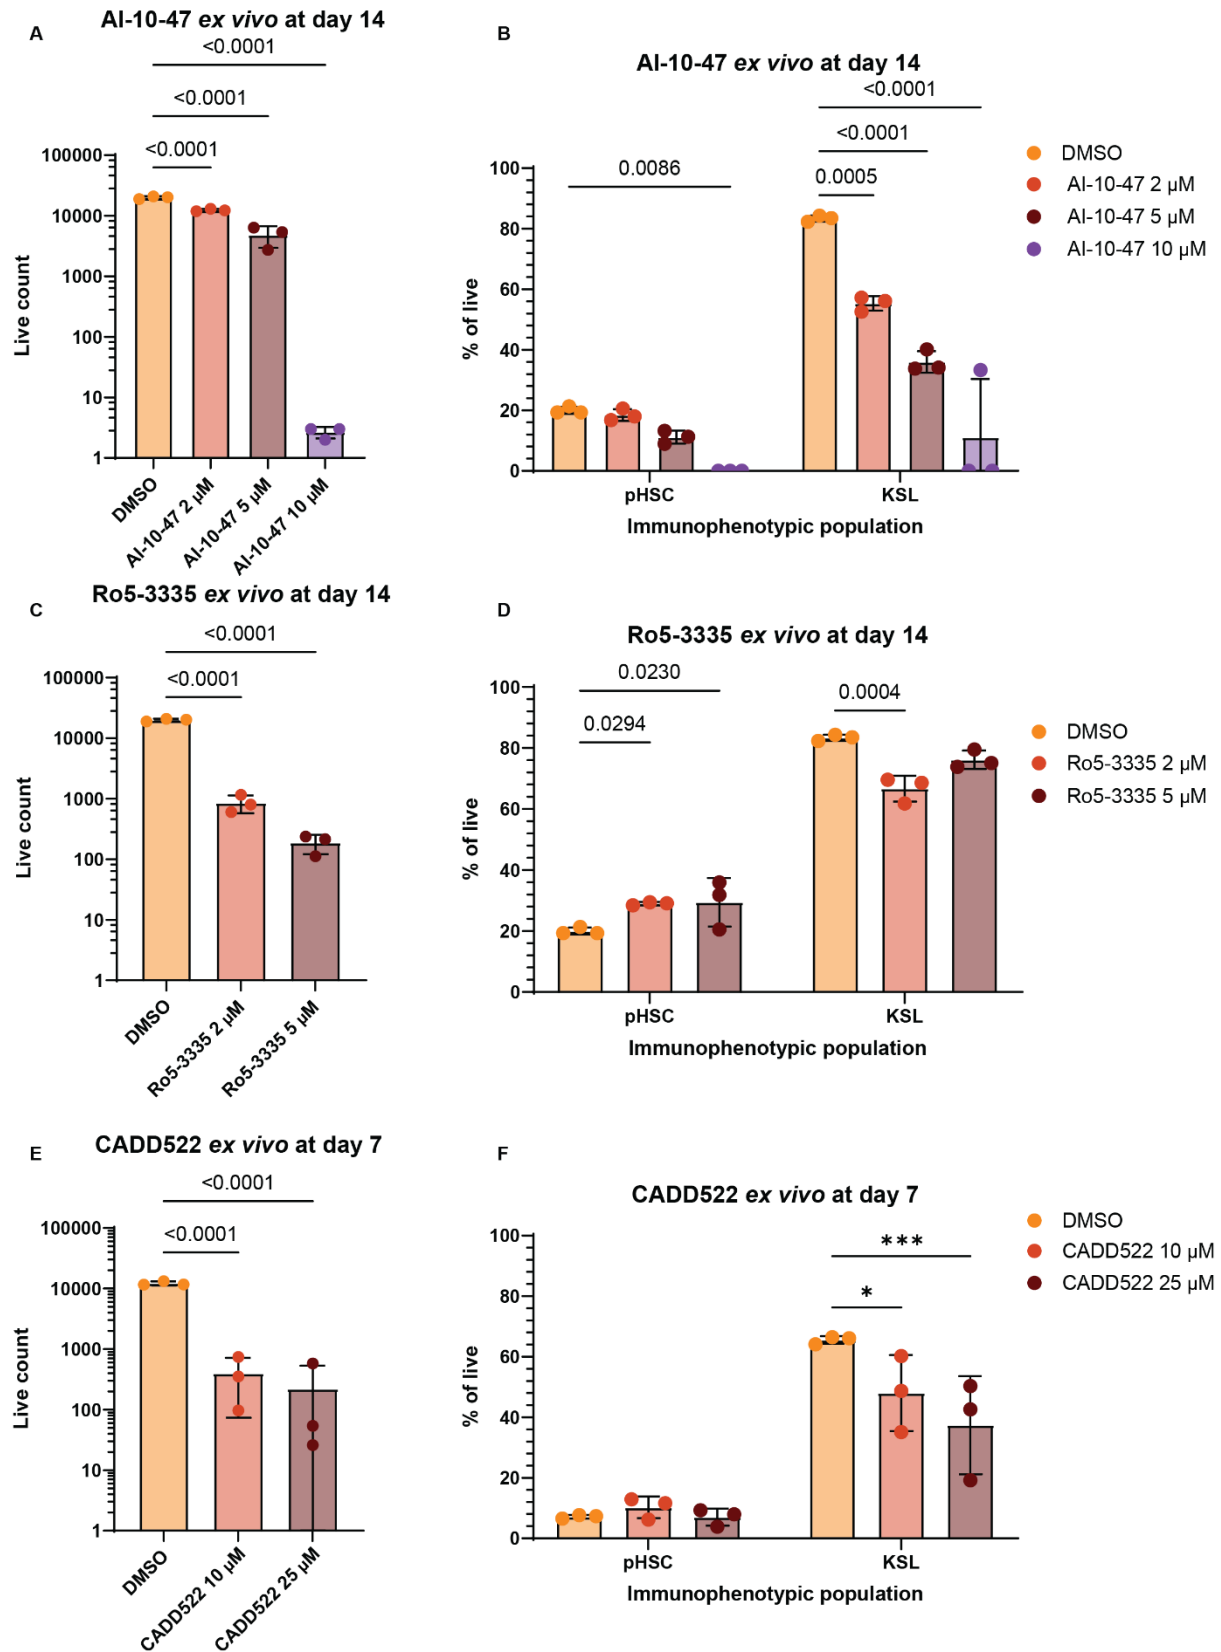 A
AI-10-47 ex vivo at day 14
<0.0001
<0.0001
<0.0001
100000
10000
1000
100
10
1
Live count
DMSO
AI-10-47 2 µM
AI-10-47 5 µM
AI-10-47 10 µM
B
AI-10-47 ex vivo at day 14
<0.0001
<0.0001
0.0086
0.0005
100
80
60
40
20
0
% of live
pHSC
KSL
Immunophenotypic population
DMSO
AI-10-47 2 µM
AI-10-47 5 µM
AI-10-47 10 µM
C
Ro5-3335 ex vivo at day 14
<0.0001
<0.0001
100000
10000
1000
100
10
1
Live count
DMSO
Ro5-3335 2 µM
Ro5-3335 5 µM
D
Ro5-3335 ex vivo at day 14
0.0230
0.0294
0.0004
100
80
60
40
20
0
% of live
pHSC
KSL
Immunophenotypic population
DMSO
Ro5-3335 2 µM
Ro5-3335 5 µM
E
CADD522 ex vivo at day 7
<0.0001
<0.0001
100000
10000
1000
100
10
1
Live count
DMSO
CADD522 10 µM
CADD522 25 µM
F
CADD522 ex vivo at day 7
***
*
100
80
60
40
20
0
% of live
pHSC
KSL
Immunophenotypic population
DMSO
CADD522 10 µM
CADD522 25 µM